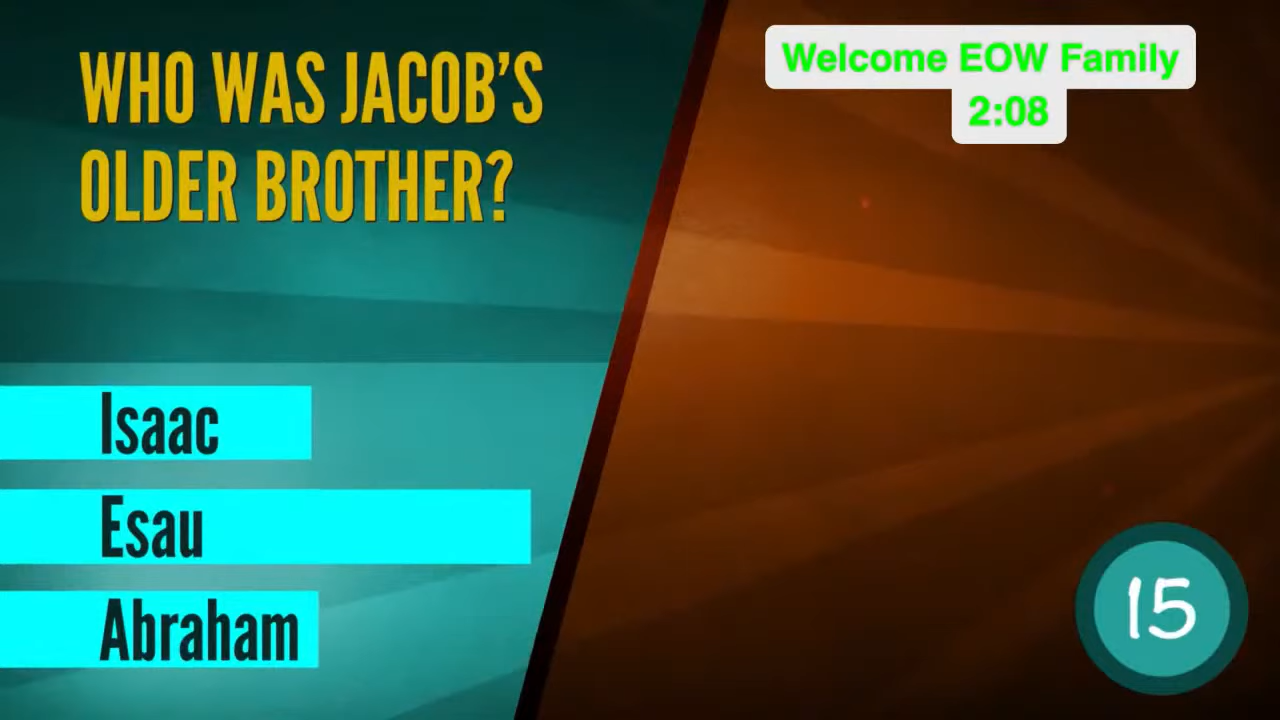 WHO WAS JACOB'S
OLDER BROTHER?
Welcome EOW Family
2:08
Isaac
Esau
Abraham
15